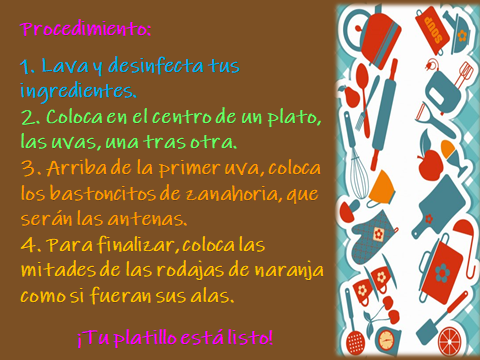 Procedimiento:
1. Lava y desinfecta tus
ingredientes.
2. Coloca en el centro de un plato,
las uvas, una tras otra.
3. Arriba de la primer uva, coloca
los bastoncitos de zanahoria, que
serán las antenas.
4. Para finalizar, coloca las
mitades de las rodajas de naranja
como si fueran sus alas.
¡Tu platillo está listo!
SOUP